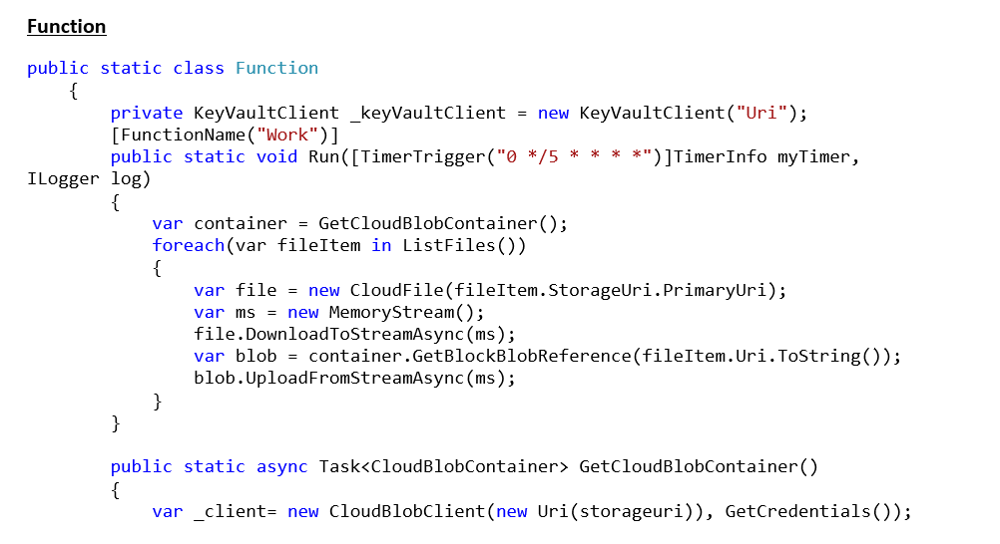 Function
public static class Function
{
private KeyVaultClient _keyVaultClient = new KeyVaultClient("Uri");
[FunctionName("Work")]
public static void Run([TimerTrigger("0 */5 * * * *")]TimerInfo myTimer,
ILogger log)
{
var container = GetCloudBlobContainer();
foreach(var fileItem in ListFiles())
{
var file = new CloudFile(fileItem.StorageUri.PrimaryUri);
var ms = new MemoryStream();
file.DownloadToStreamAsync(ms);
var blob = container.GetBlockBlobReference(fileItem.Uri.ToString());
blob.UploadFromStreamAsync(ms);
}
}
public static async Task<CloudBlobContainer> GetCloudBlobContainer()
{
var _client= new CloudBlobClient(new Uri(storageuri)), GetCredentials());